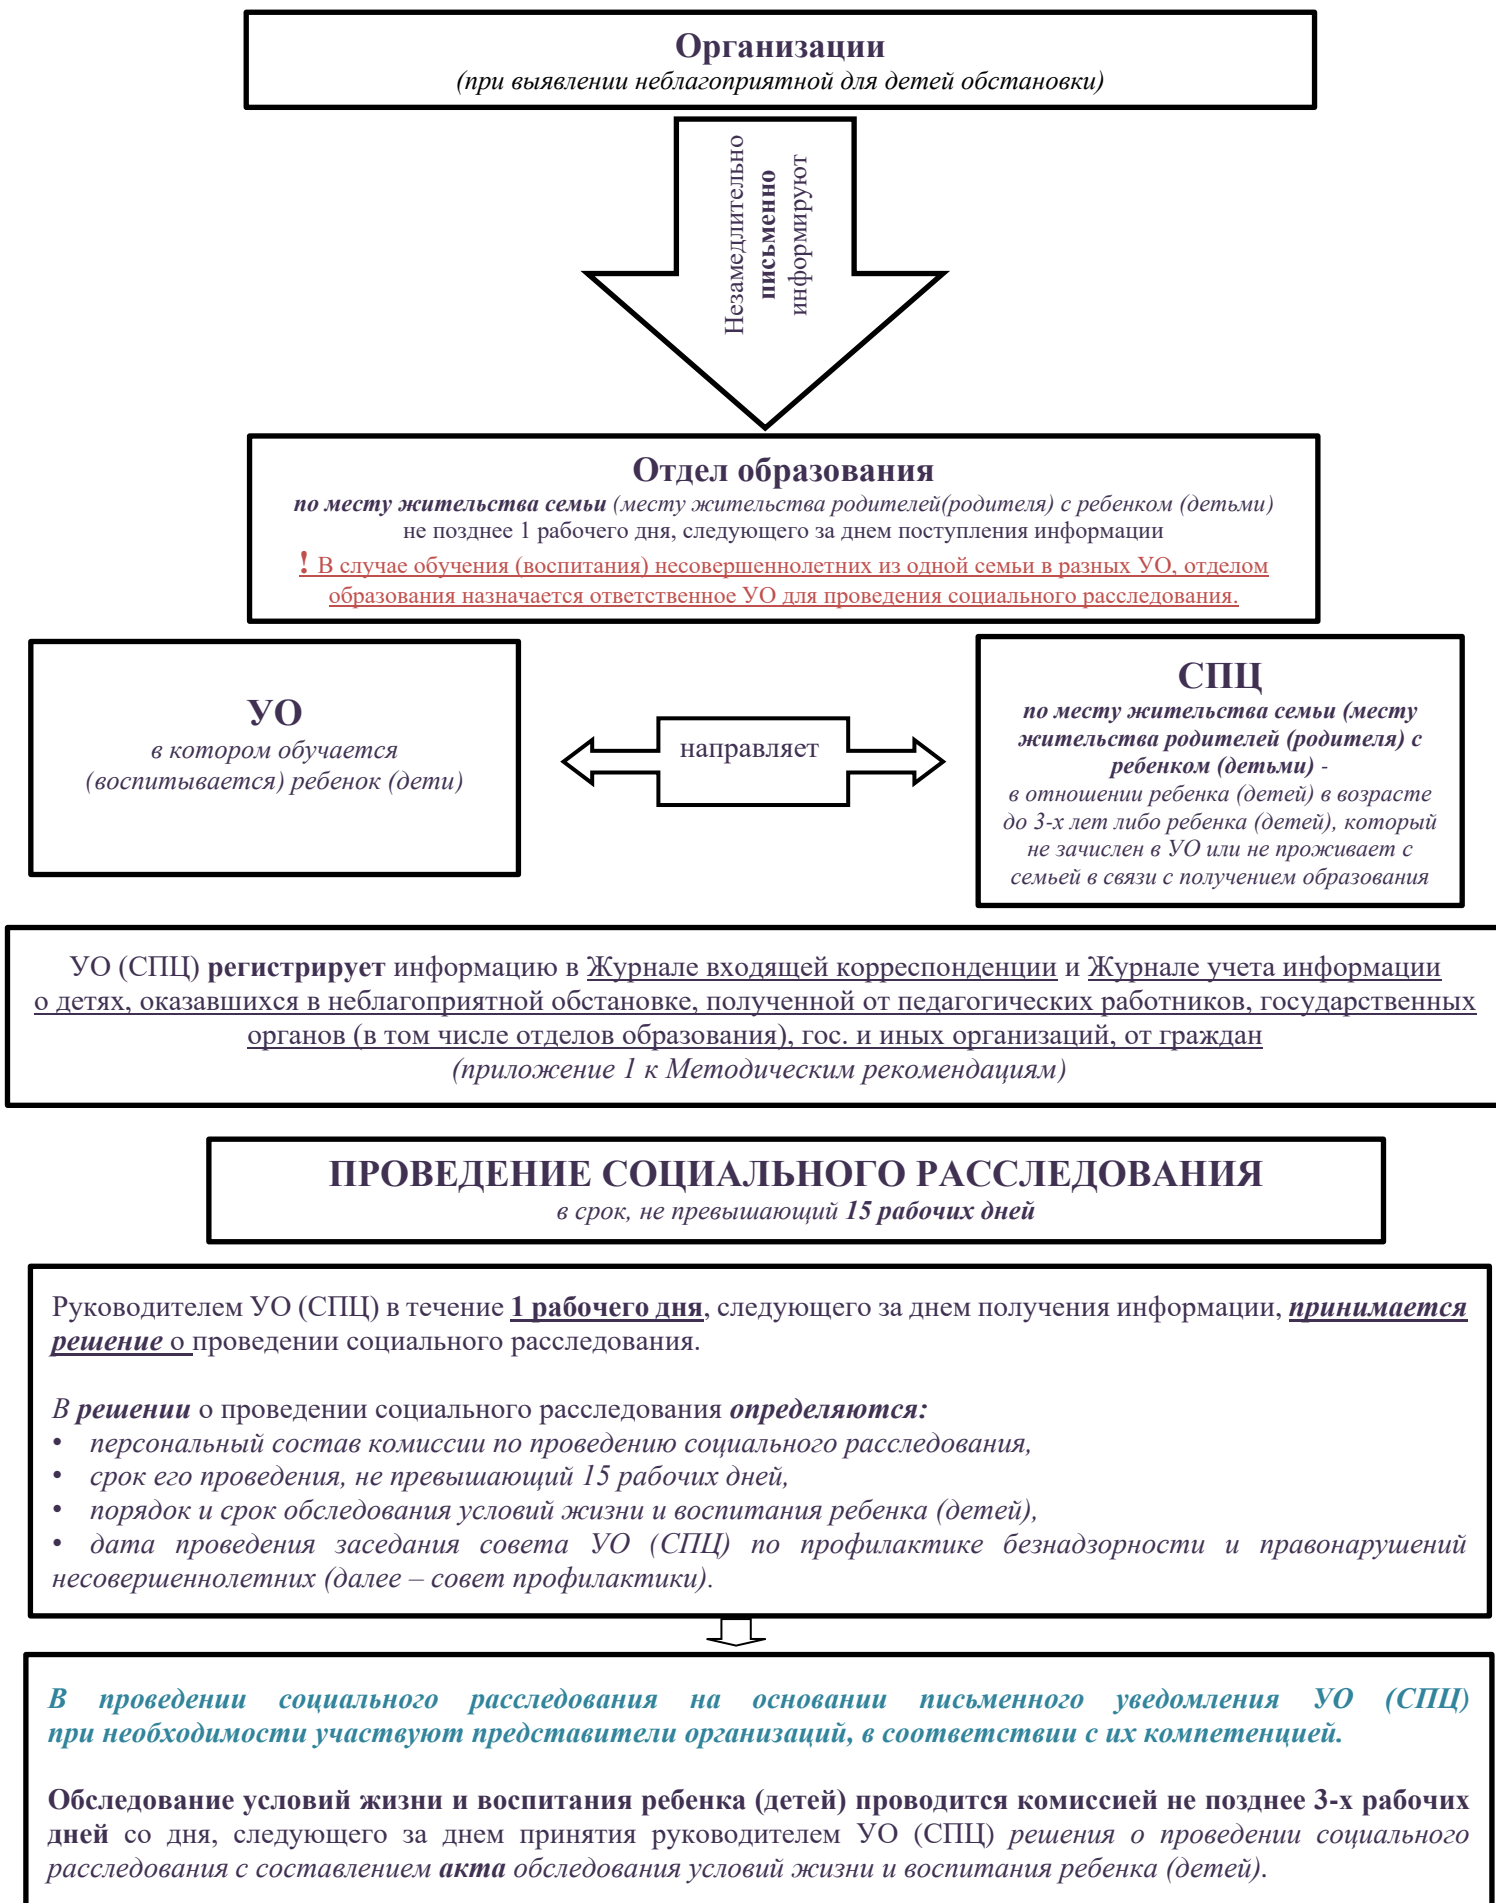 Организации
(при выявлении неблагоприятной для детей обстановки)
Незамедлительно
письменно
информируют
Отдел образования
по месту жительства семьи (месту жительства родителей(родителя) с ребенком (детьми)
не позднее 1 рабочего дня, следующего за днем поступления информации
! В случае обучения (воспитания) несовершеннолетних из одной семьи в разных УО, отделом
образования назначается ответственное УО для проведения социального расследования.
УО
в котором обучается
(воспитывается) ребенок (дети)
направляет
СПЦ
по месту жительства семьи (месту
жительства родителей (родителя) с
ребенком (детьми) -
в отношении ребенка (детей) в возрасте
до 3-х лет либо ребенка (детей), который
не зачислен в УО или не проживает с
семьей в связи с получением образования
УО (СПЦ) регистрирует информацию в Журнале входящей корреспонденции и Журнале учета информации
о детях, оказавшихся в неблагоприятной обстановке, полученной от педагогических работников, государственных
органов (в том числе отделов образования), гос. и иных организаций, от граждан
(приложение 1 к Методическим рекомендациям)
ПРОВЕДЕНИЕ СОЦИАЛЬНОГО РАССЛЕДОВАНИЯ
в срок, не превышающий 15 рабочих дней
Руководителем УО (СПЦ) в течение 1 рабочего дня, следующего за днем получения информации, принимается
решение о проведении социального расследования.
В решении о проведении социального расследования определяются:
• персональный состав комиссии по проведению социального расследования,
• срок его проведения, не превышающий 15 рабочих дней,
• порядок и срок обследования условий жизни и воспитания ребенка (детей),
• дата проведения заседания совета УО (СПЦ) по профилактике безнадзорности и правонарушений
несовершеннолетних (далее – совет профилактики).
В проведении социального расследования на основании письменного уведомления УО (СПЦ)
при необходимости участвуют представители организаций, в соответствии с их компетенцией.
Обследование условий жизни и воспитания ребенка (детей) проводится комиссией не позднее 3-х рабочих
дней со дня, следующего за днем принятия руководителем УО (СПЦ) решения о проведении социального
расследования с составлением акта обследования условий жизни и воспитания ребенка (детей).